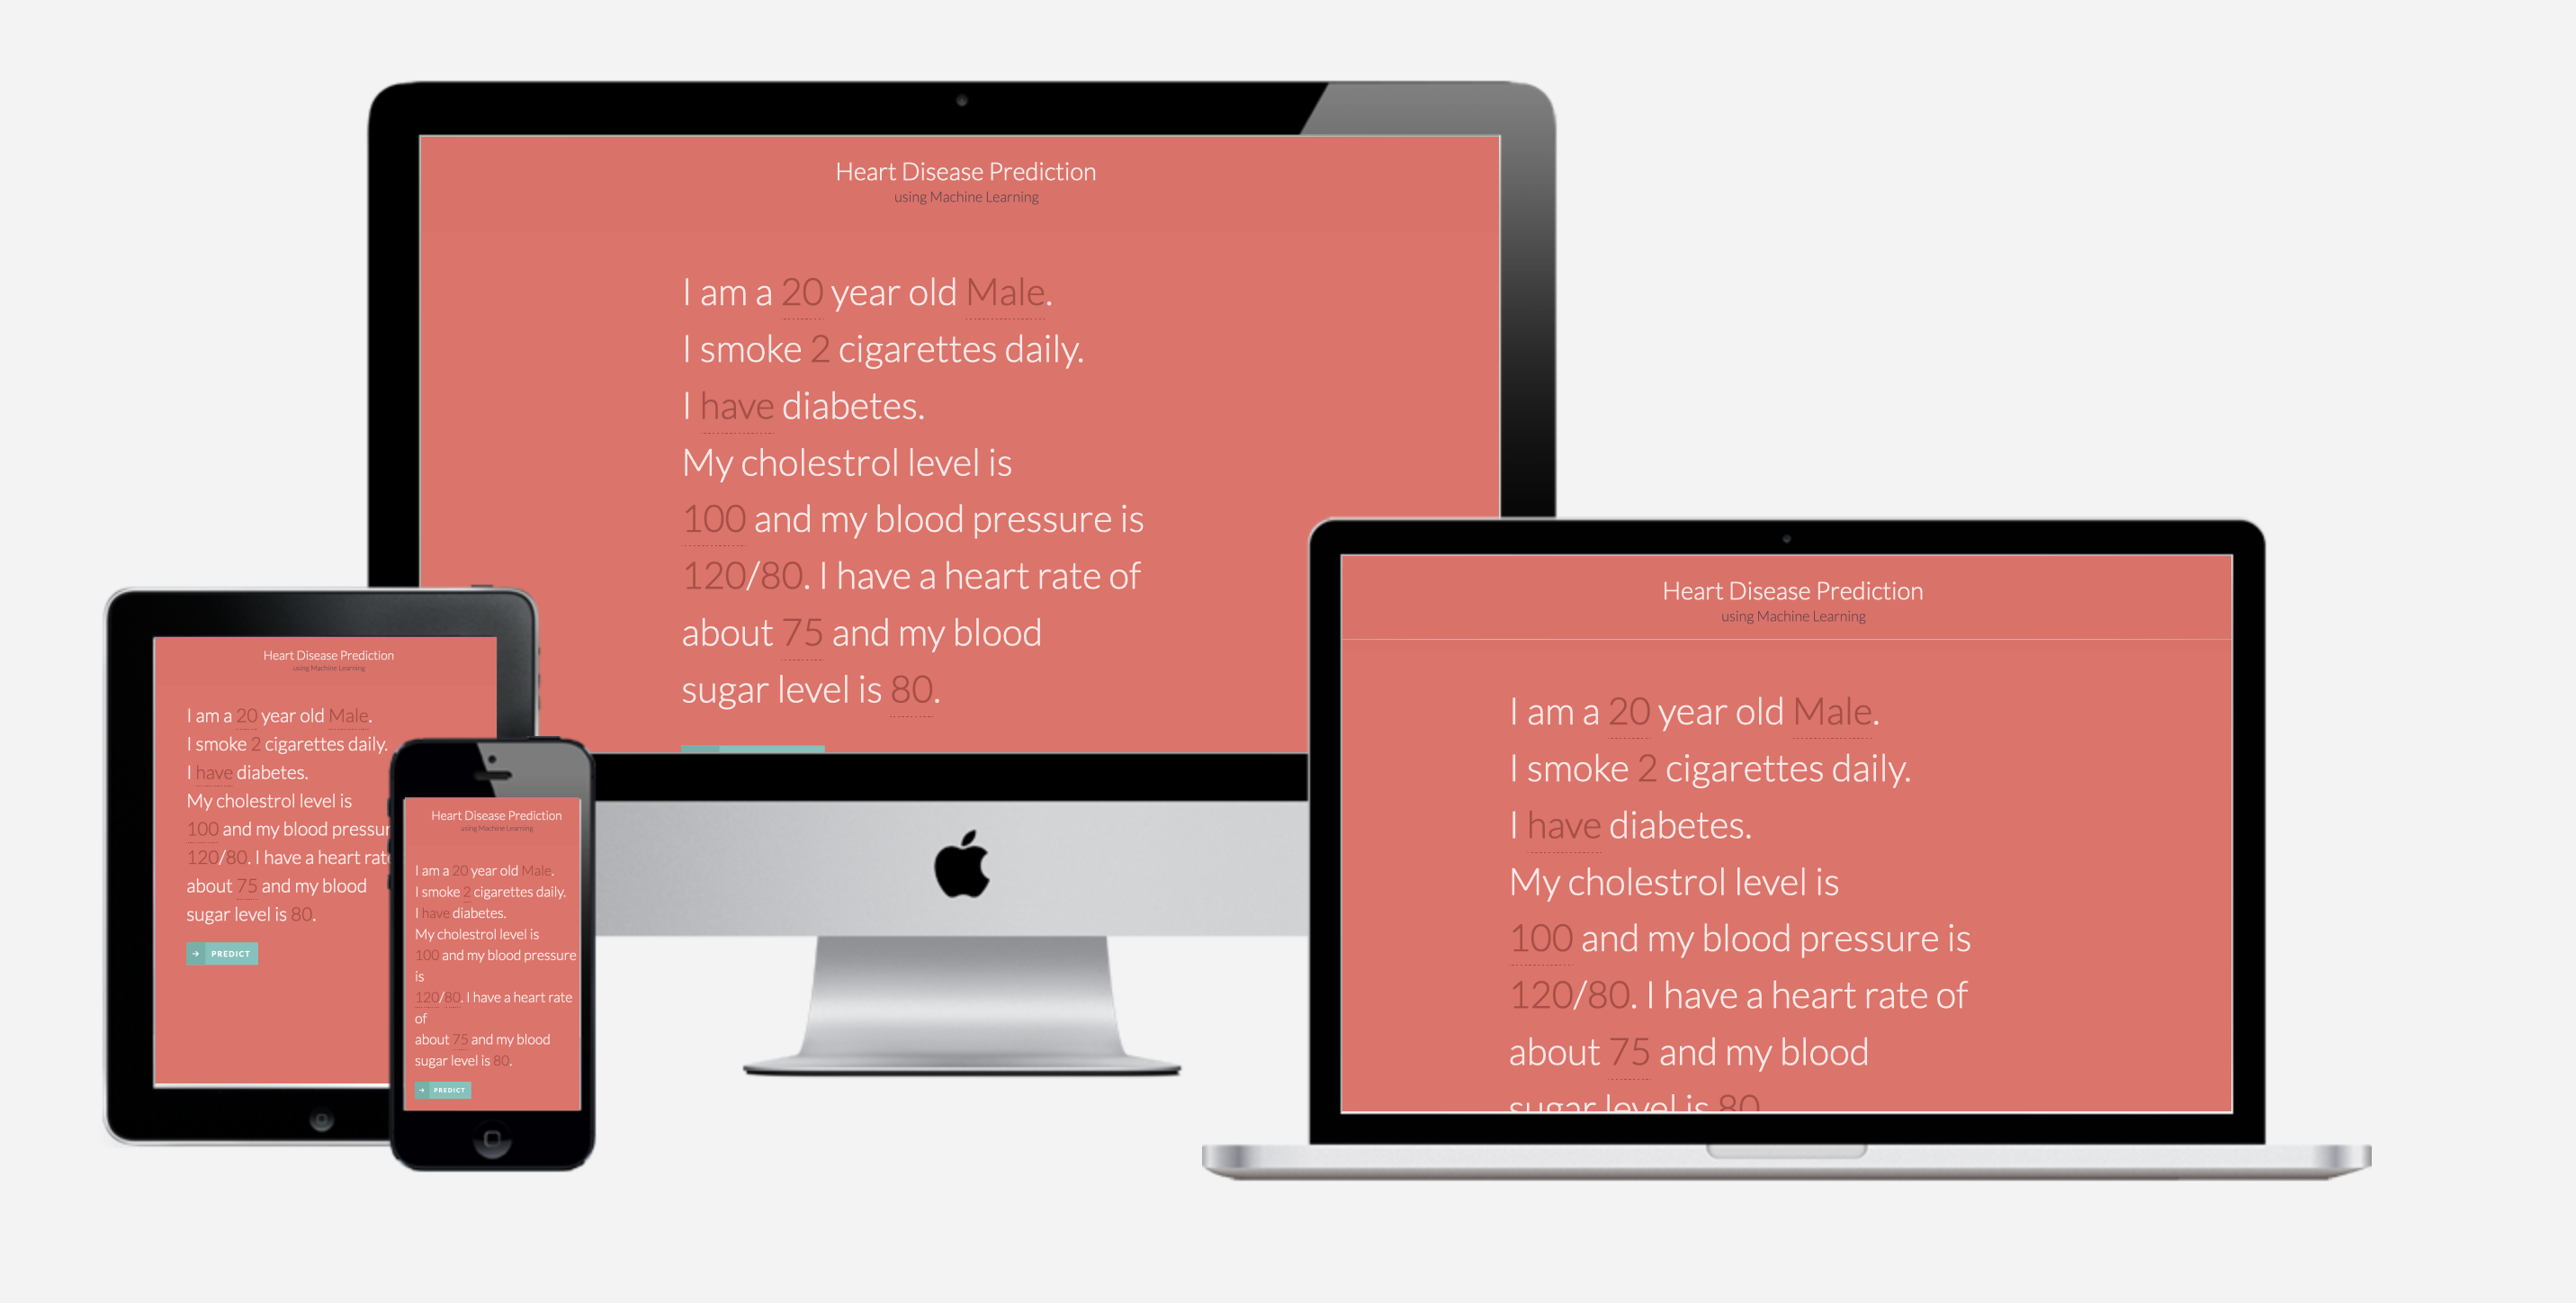 Heart Disease Prediction
using Machine Learning
I am a 20 year old Male.
I smoke 2 cigarettes daily.
I have diabetes.
My cholestrol level is
100 and my blood pressure is
120/80. I have a heart rate of
about 75 and my blood
sugar level is 80.
Heart Disease Prediction
using Machine Learning
I am a 20 year old Male.
I smoke 2 cigarettes daily.
I have diabetes.
My cholestrol level is
100 and my blood pressur
120/80. I have a heart rat
about 75 and my blood
sugar level is 80.
PREDICT
Heart Disease Prediction
using Machine Learning
I am a 20 year old Male.
I smoke 2 cigarettes daily.
I have diabetes.
My cholestrol level is
100 and my blood pressure
is
120/80. I have a heart rate
of
about 75 and my blood
sugar level is 80.
PREDICT
Heart Disease Prediction
using Machine Learning
I am a 20 year old Male.
I smoke 2 cigarettes daily.
I have diabetes.
My cholestrol level is
100 and my blood pressure is
120/80. I have a heart rate of
about 75 and my blood
sugar level is 80